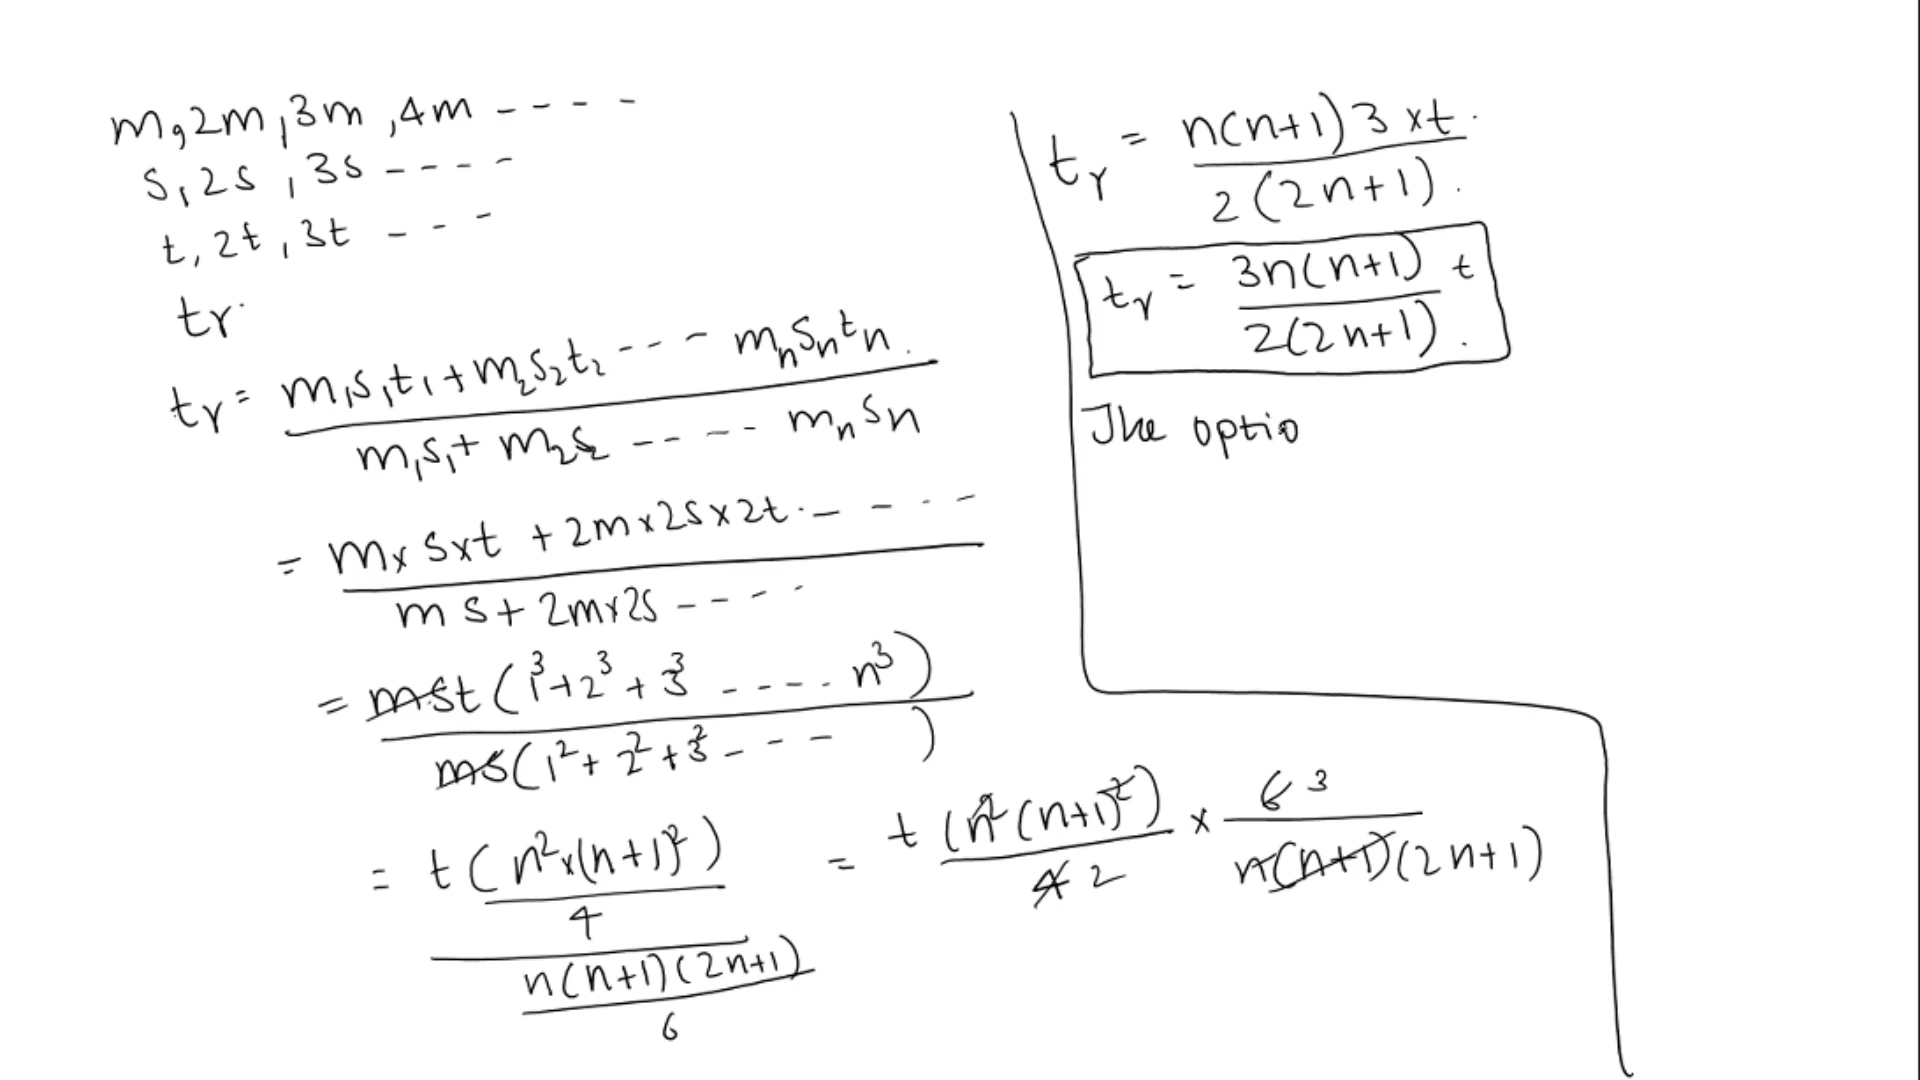 m, 2m, 3m, 4m - - - -
s, 2s, 3s - - - -
t, 2t, 3t - - -
tr.
tr = m₁s₁t₁ + m₂s₂t₂ - - - mₙsₙtₙ. / m₁s₁ + m₂s₂ - - - - - mₙsₙ
= m×s×t + 2m×2s×2t - - - - - / ms + 2m×2s - - - -
= mst(1³+2³+3³ - - - - n³) / ms(1²+2²+3² - - - )
= t(n²×(n+1)²) / 4 / n(n+1)(2n+1) / 6 = t(n²(n+1)²) / 4 2 × 6 3 / n(n+1)(2n+1)
tr = n(n+1)3×t. / 2(2n+1).
tr = 3n(n+1) / 2(2n+1). t
The optio